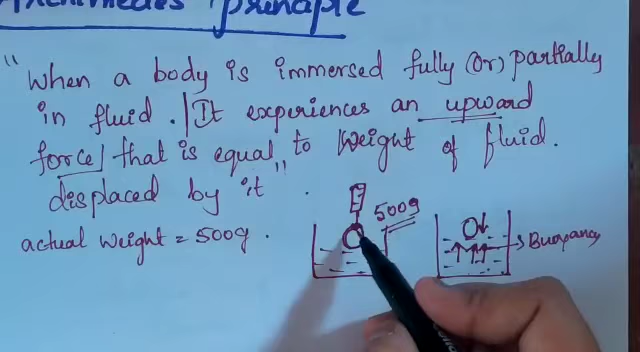 Archimedes principle
"When a body is immersed fully (or) partially
in fluid. It experiences an upward
force that is equal to weight of fluid.
displaced by it".
actual weight = 500g.
500g
Buoyancy